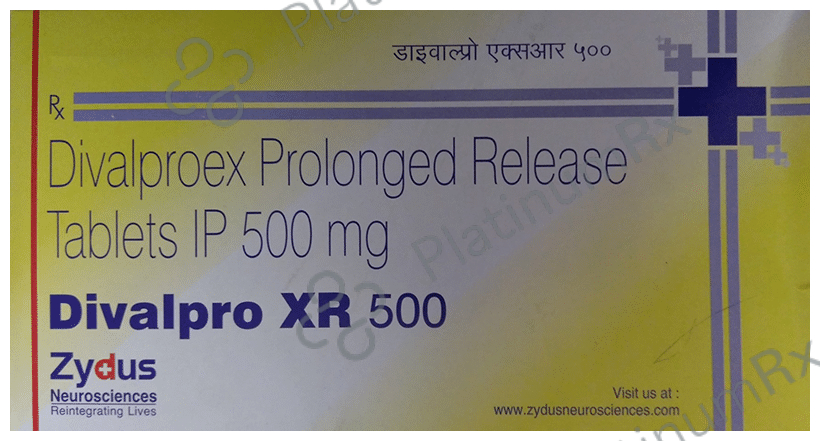 डाइवाल्प्रो एक्सआर ५००
Rx
Divalproex Prolonged Release
Tablets IP 500 mg
Divalpro XR 500
Zydus
Neurosciences
Reintegrating Lives
Visit us at :
www.zydusneurosciences.com
PlatinumRx